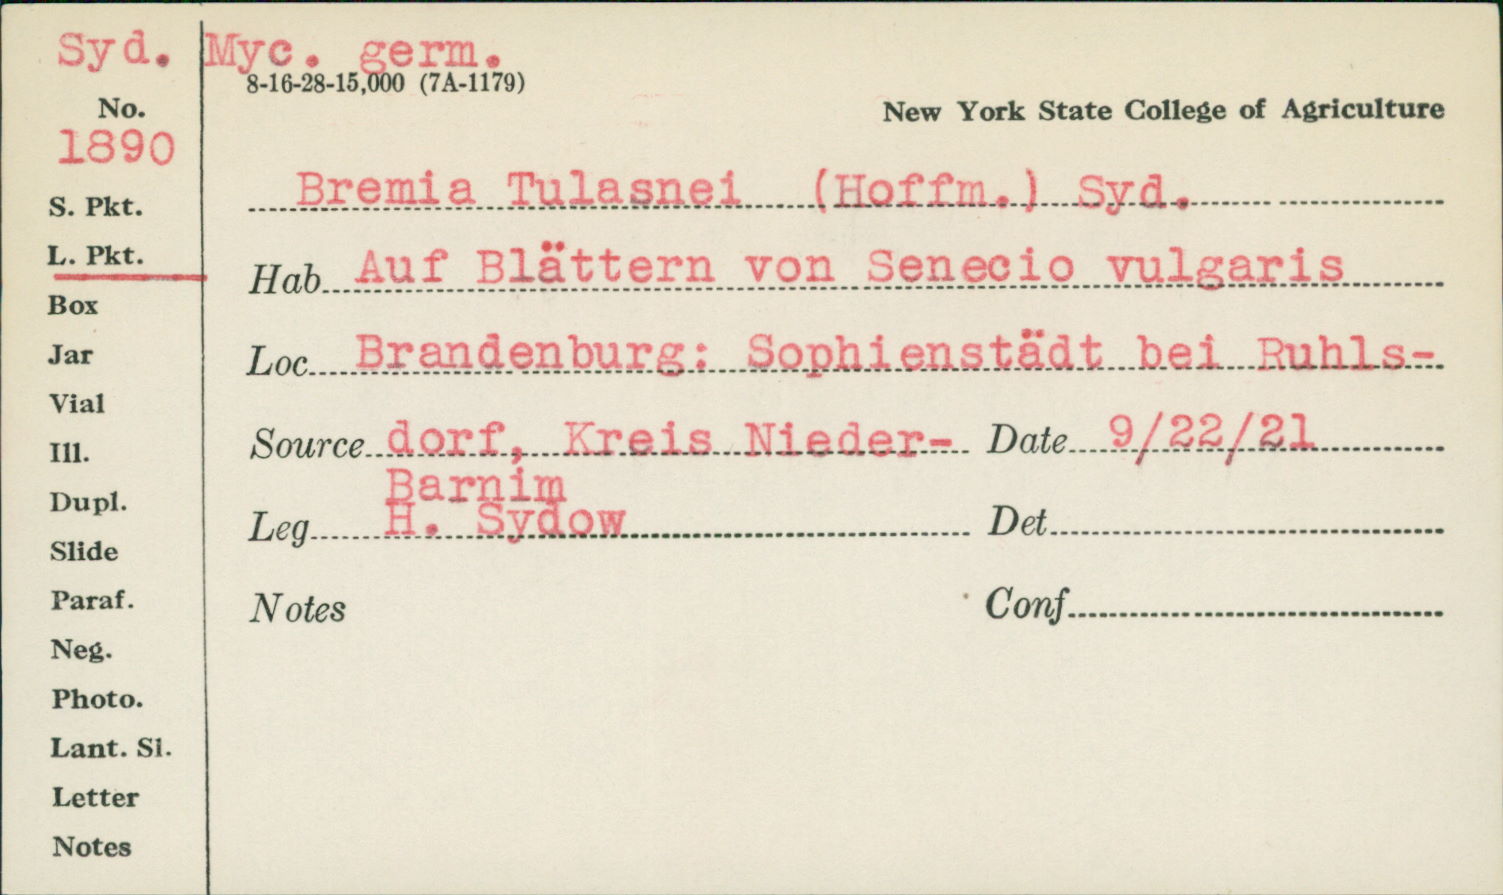 Syd. Myc. germ.
8-16-28-15,000 (7A-1179)
No.
New York State College of Agriculture
1890
Bremia Tulasnei (Hoffm.) Syd.
S. Pkt.
L. Pkt.
Hab. Auf Blättern von Senecio vulgaris
Box
Jar
Loc. Brandenburg: Sophienstädt bei Ruhls-
Vial
Ill.
Source dorf, Kreis Nieder- Date 9/22/21
Barnim
Dupl.
Leg. H. Sydow Det.
Slide
Paraf.
Notes Conf.
Neg.
Photo.
Lant. Sl.
Letter
Notes